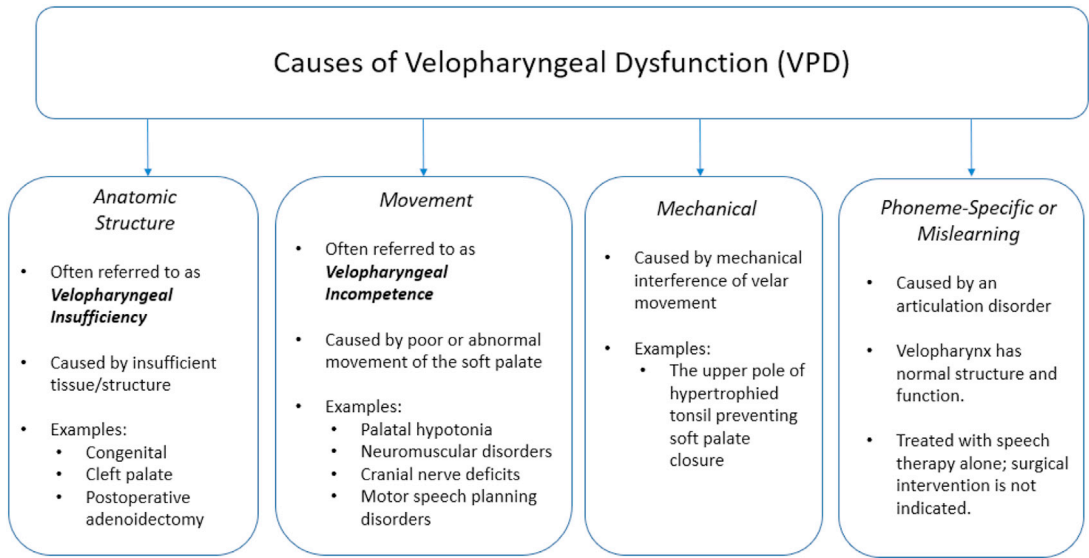 Causes of Velopharyngeal Dysfunction (VPD)
Anatomic
Structure
• Often referred to as
Velopharyngeal
Insufficiency
• Caused by insufficient
tissue/structure
• Examples:
• Congenital
• Cleft palate
• Postoperative
adenoidectomy
Movement
• Often referred to as
Velopharyngeal
Incompetence
• Caused by poor or abnormal
movement of the soft palate
• Examples:
• Palatal hypotonia
• Neuromuscular disorders
• Cranial nerve deficits
• Motor speech planning
disorders
Mechanical
• Caused by mechanical
interference of velar
movement
• Examples:
• The upper pole of
hypertrophied
tonsil preventing
soft palate
closure
Phoneme-Specific or
Mislearning
• Caused by an
articulation disorder
• Velopharynx has
normal structure and
function.
• Treated with speech
therapy alone; surgical
intervention is not
indicated.